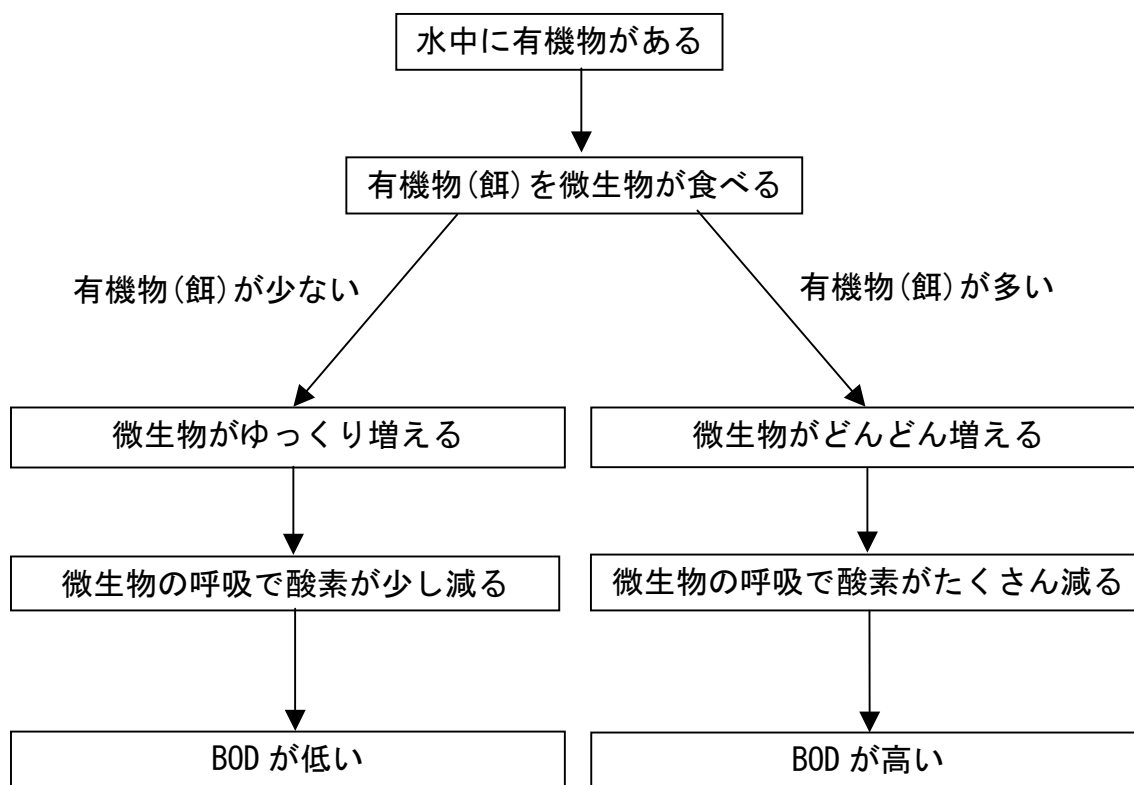 水中に有機物がある
有機物(餌)を微生物が食べる
有機物(餌)が少ない
有機物(餌)が多い
微生物がゆっくり増える
微生物がどんどん増える
微生物の呼吸で酸素が少し減る
微生物の呼吸で酸素がたくさん減る
BOD が低い
BOD が高い